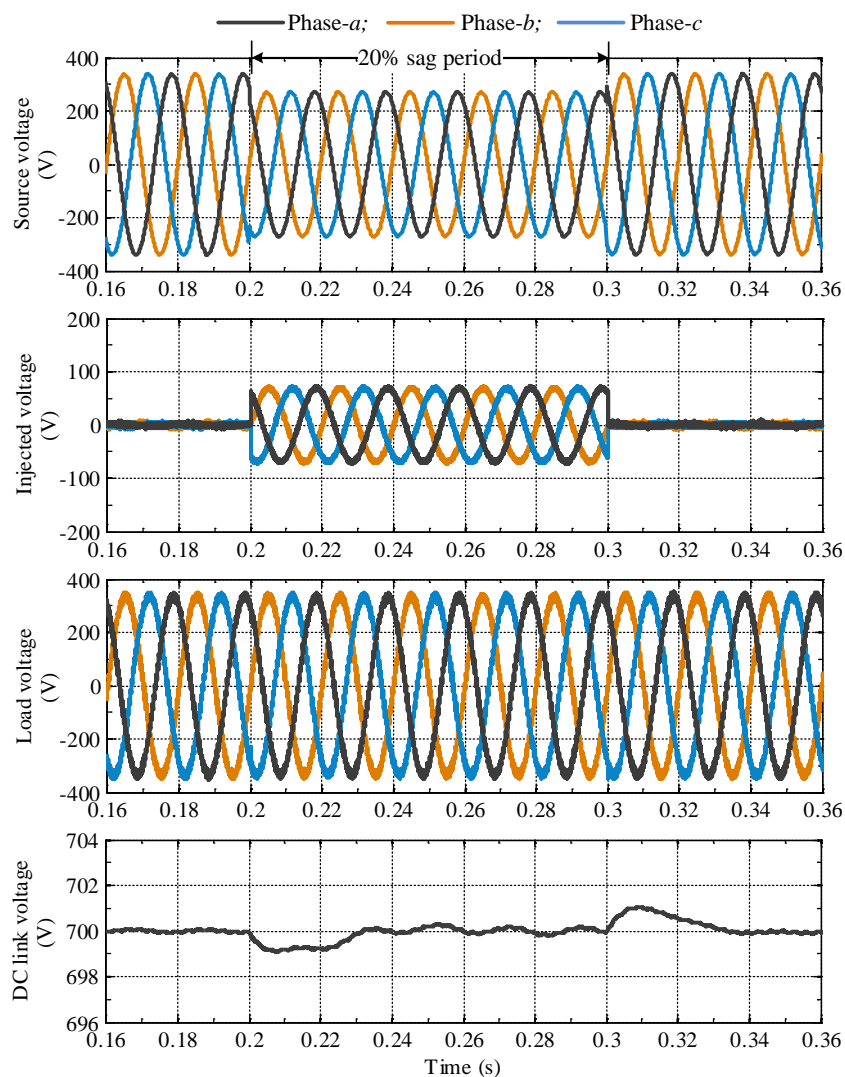 Phase-a; Phase-b; Phase-c
20% sag period
Source voltage
(V)
400
200
0
-200
-400
0.16 0.18 0.2 0.22 0.24 0.26 0.28 0.3 0.32 0.34 0.36
Injected voltage
(V)
200
100
0
-100
-200
0.16 0.18 0.2 0.22 0.24 0.26 0.28 0.3 0.32 0.34 0.36
Load voltage
(V)
400
200
0
-200
-400
0.16 0.18 0.2 0.22 0.24 0.26 0.28 0.3 0.32 0.34 0.36
DC link voltage
(V)
704
702
700
698
696
0.16 0.18 0.2 0.22 0.24 0.26 0.28 0.3 0.32 0.34 0.36
Time (s)